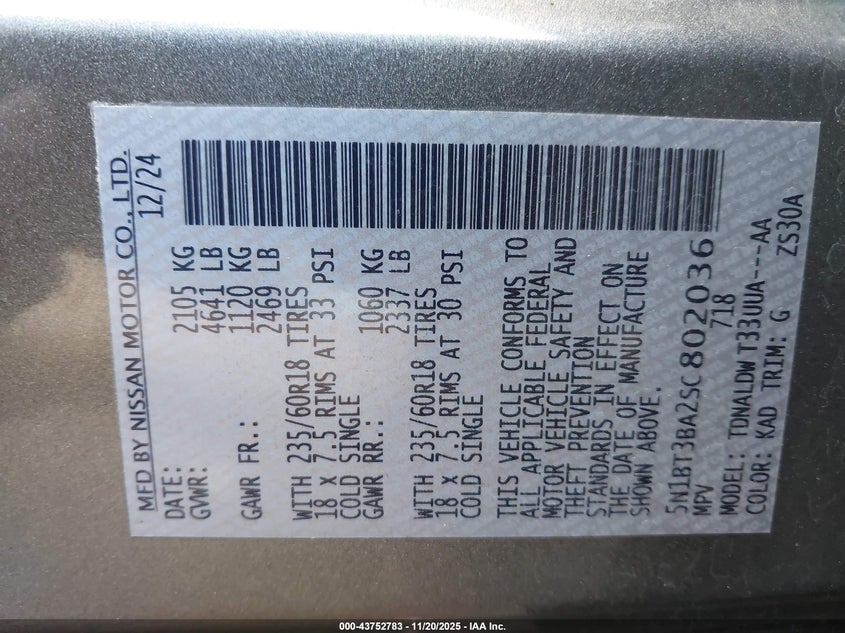 MFD BY NISSAN MOTOR CO., LTD.
DATE: 12/24
GVWR: 2105 KG
4641 LB
GAWR FR.: 1120 KG
2469 LB
WITH 235/60R18 TIRES
18 x 7.5 RIMS AT 33 PSI
COLD SINGLE
GAWR RR.: 1060 KG
2337 LB
WITH 235/60R18 TIRES
18 x 7.5 RIMS AT 30 PSI
COLD SINGLE
THIS VEHICLE CONFORMS TO
ALL APPLICABLE FEDERAL
MOTOR VEHICLE SAFETY AND
THEFT PREVENTION
STANDARDS IN EFFECT ON
THE DATE OF MANUFACTURE
SHOWN ABOVE.
5N1BT3BA2SC802036
MPV 718
MODEL: TDNALDWT33UUA----AA
COLOR: KAD TRIM: G ZS30A
000-43752783 - 11/20/2025 - IAA Inc.